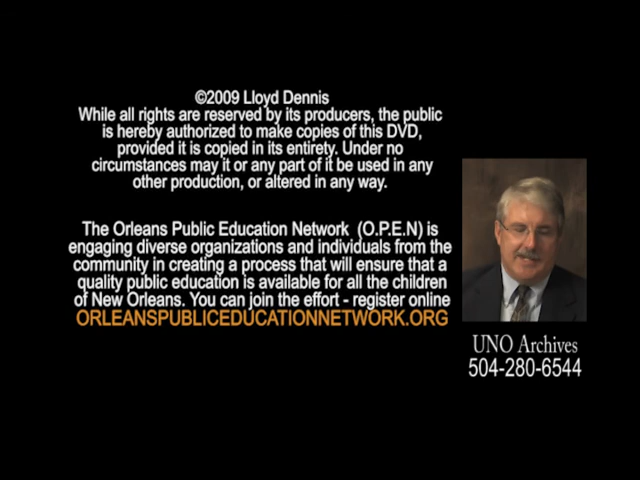 ©2009 Lloyd Dennis
While all rights are reserved by its producers, the public
is hereby authorized to make copies of this DVD,
provided it is copied in its entirety. Under no
circumstances may it or any part of it be used in any
other production, or altered in any way.
The Orleans Public Education Network (O.P.E.N) is
engaging diverse organizations and individuals from the
community in creating a process that will ensure that a
quality public education is available for all the children
of New Orleans. You can join the effort - register online
ORLEANSPUBLICEDUCATIONNETWORK.ORG
UNO Archives
504-280-6544